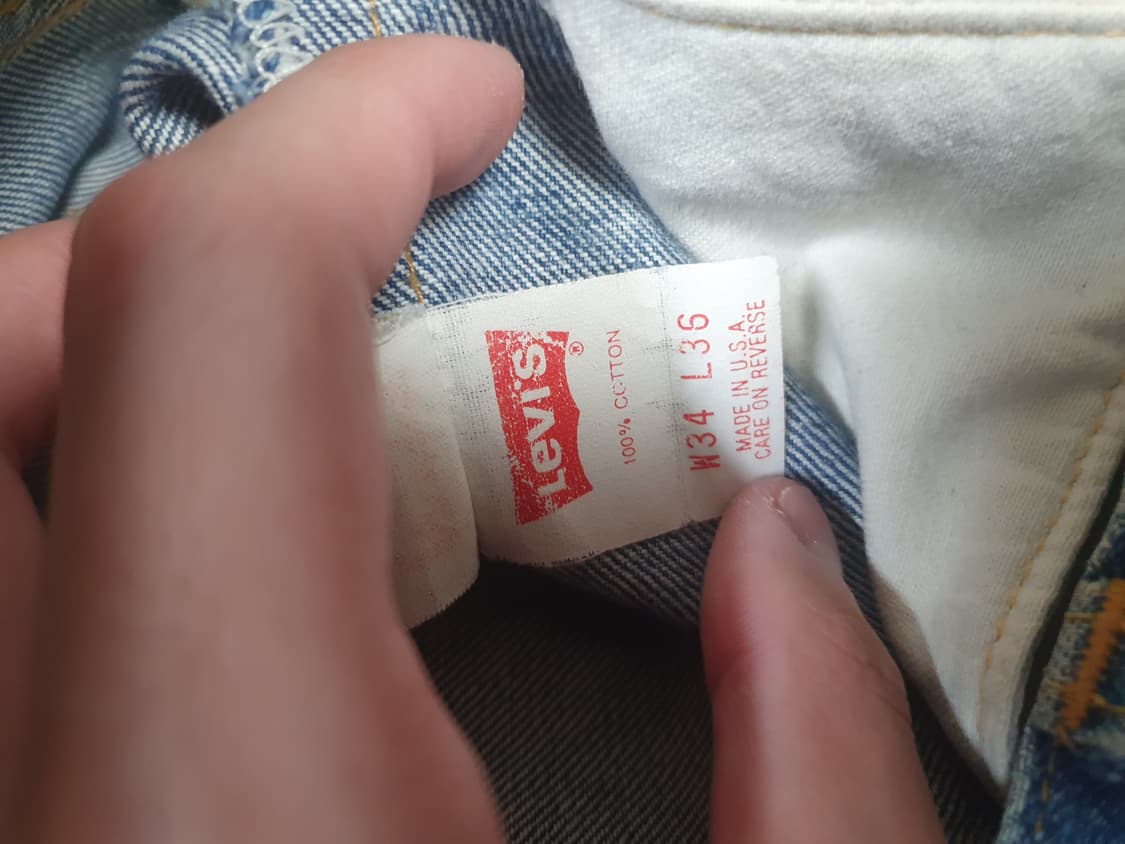 Levi's ®
100% COTTON
W34 L36
MADE IN U.S.A.
CARE ON REVERSE